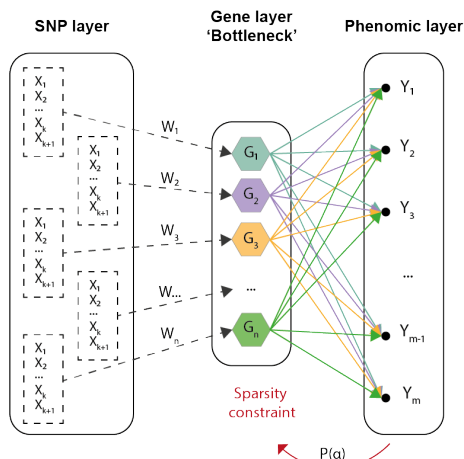 SNP layer
Gene layer
'Bottleneck'
Phenomic layer
X1
X2
...
Xk
Xk+1
X1
X2
...
Xk
Xk+1
X1
X2
...
Xk
Xk+1
X1
X2
...
Xk
Xk+1
X1
X2
...
Xk
Xk+1
W1
W2
W3
W...
Wn
G1
G2
G3
...
Gn
Y1
Y2
Y3
...
Ym-1
Ym
Sparsity
constraint
P(α)